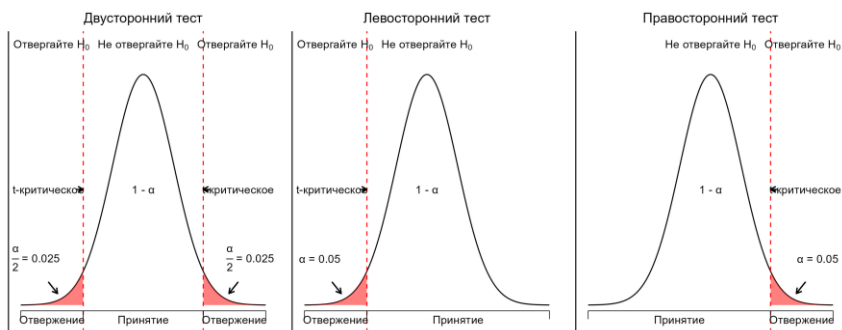 Двусторонний тест
Отвергайте H₀ Не отвергайте H₀ Отвергайте H₀
t-критическое 1 - α -критическое
α/2 = 0.025 α/2 = 0.025
Отвержение Принятие Отвержение
Левосторонний тест
Отвергайте H₀ Не отвергайте H₀
t-критическое 1 - α
α = 0.05
Отвержение Принятие
Правосторонний тест
Не отвергайте H₀ Отвергайте H₀
1 - α -критическое
α = 0.05
Принятие Отвержение